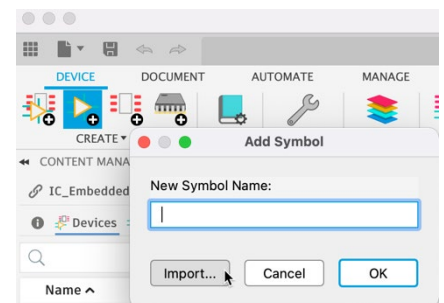 DEVICE DOCUMENT AUTOMATE MANAGE
CREATE
Add Symbol
CONTENT MANA
New Symbol Name:
IC_Embedded
Devices
Import... Cancel OK
Name